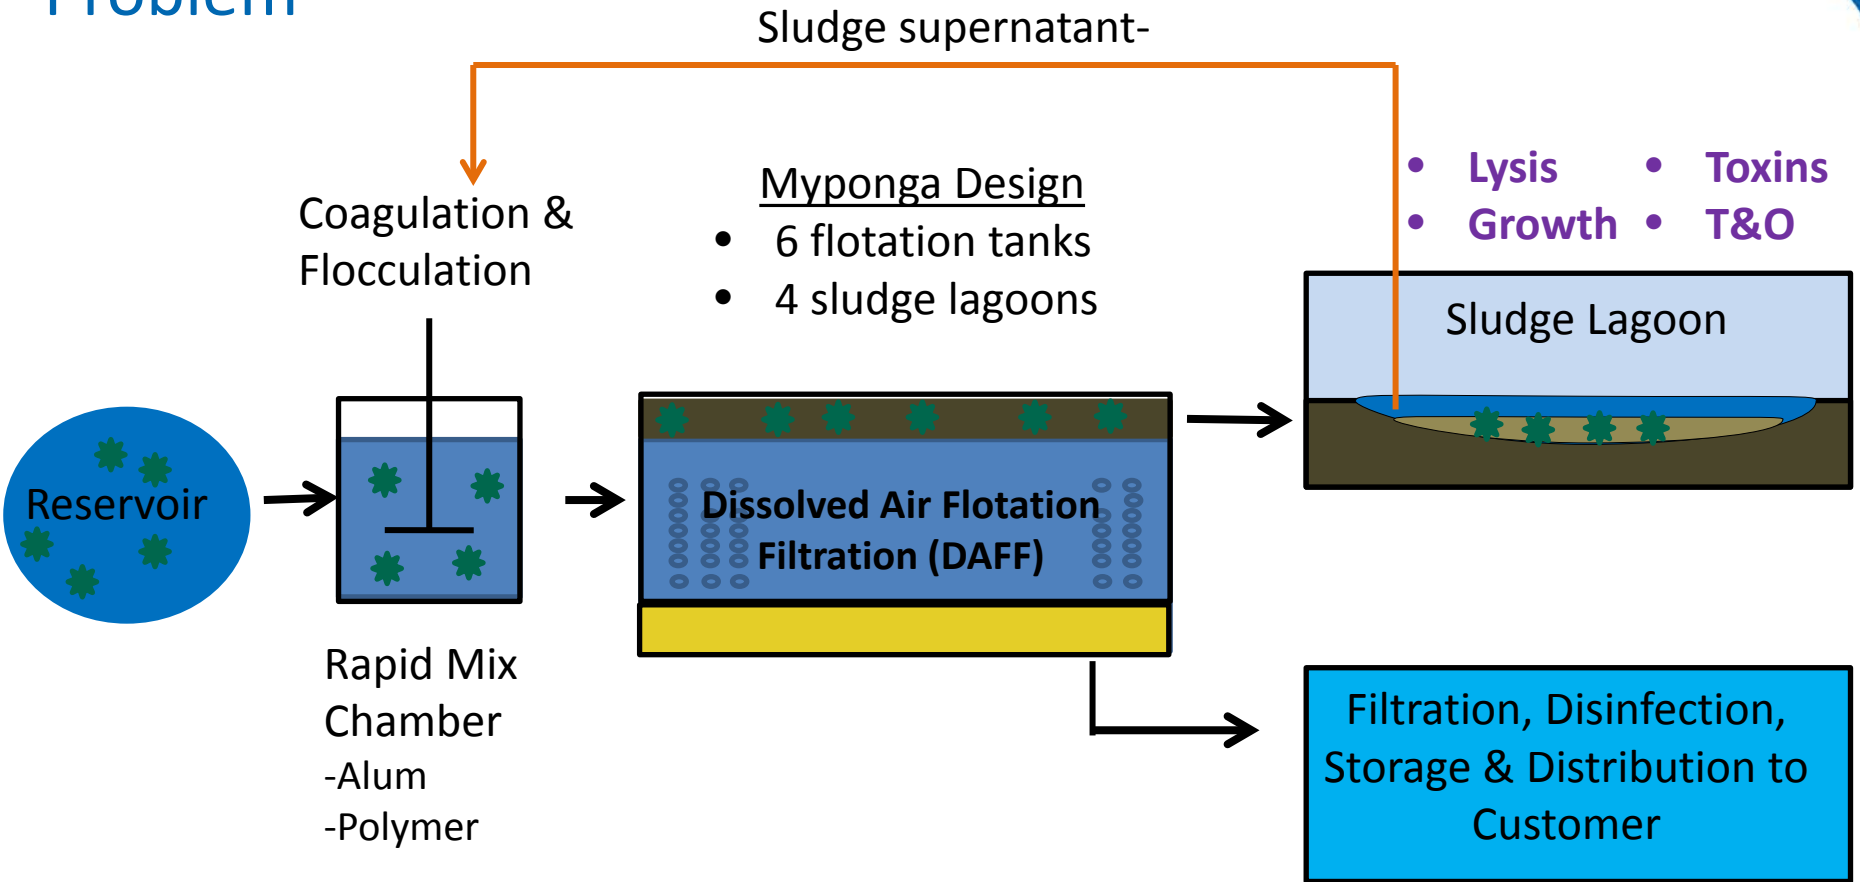 Problem
Sludge supernatant-
Coagulation &
Flocculation
Myponga Design
• 6 flotation tanks
• 4 sludge lagoons
• Lysis • Toxins
• Growth • T&O
Sludge Lagoon
Reservoir
Dissolved Air Flotation
Filtration (DAFF)
Rapid Mix
Chamber
-Alum
-Polymer
Filtration, Disinfection,
Storage & Distribution to
Customer